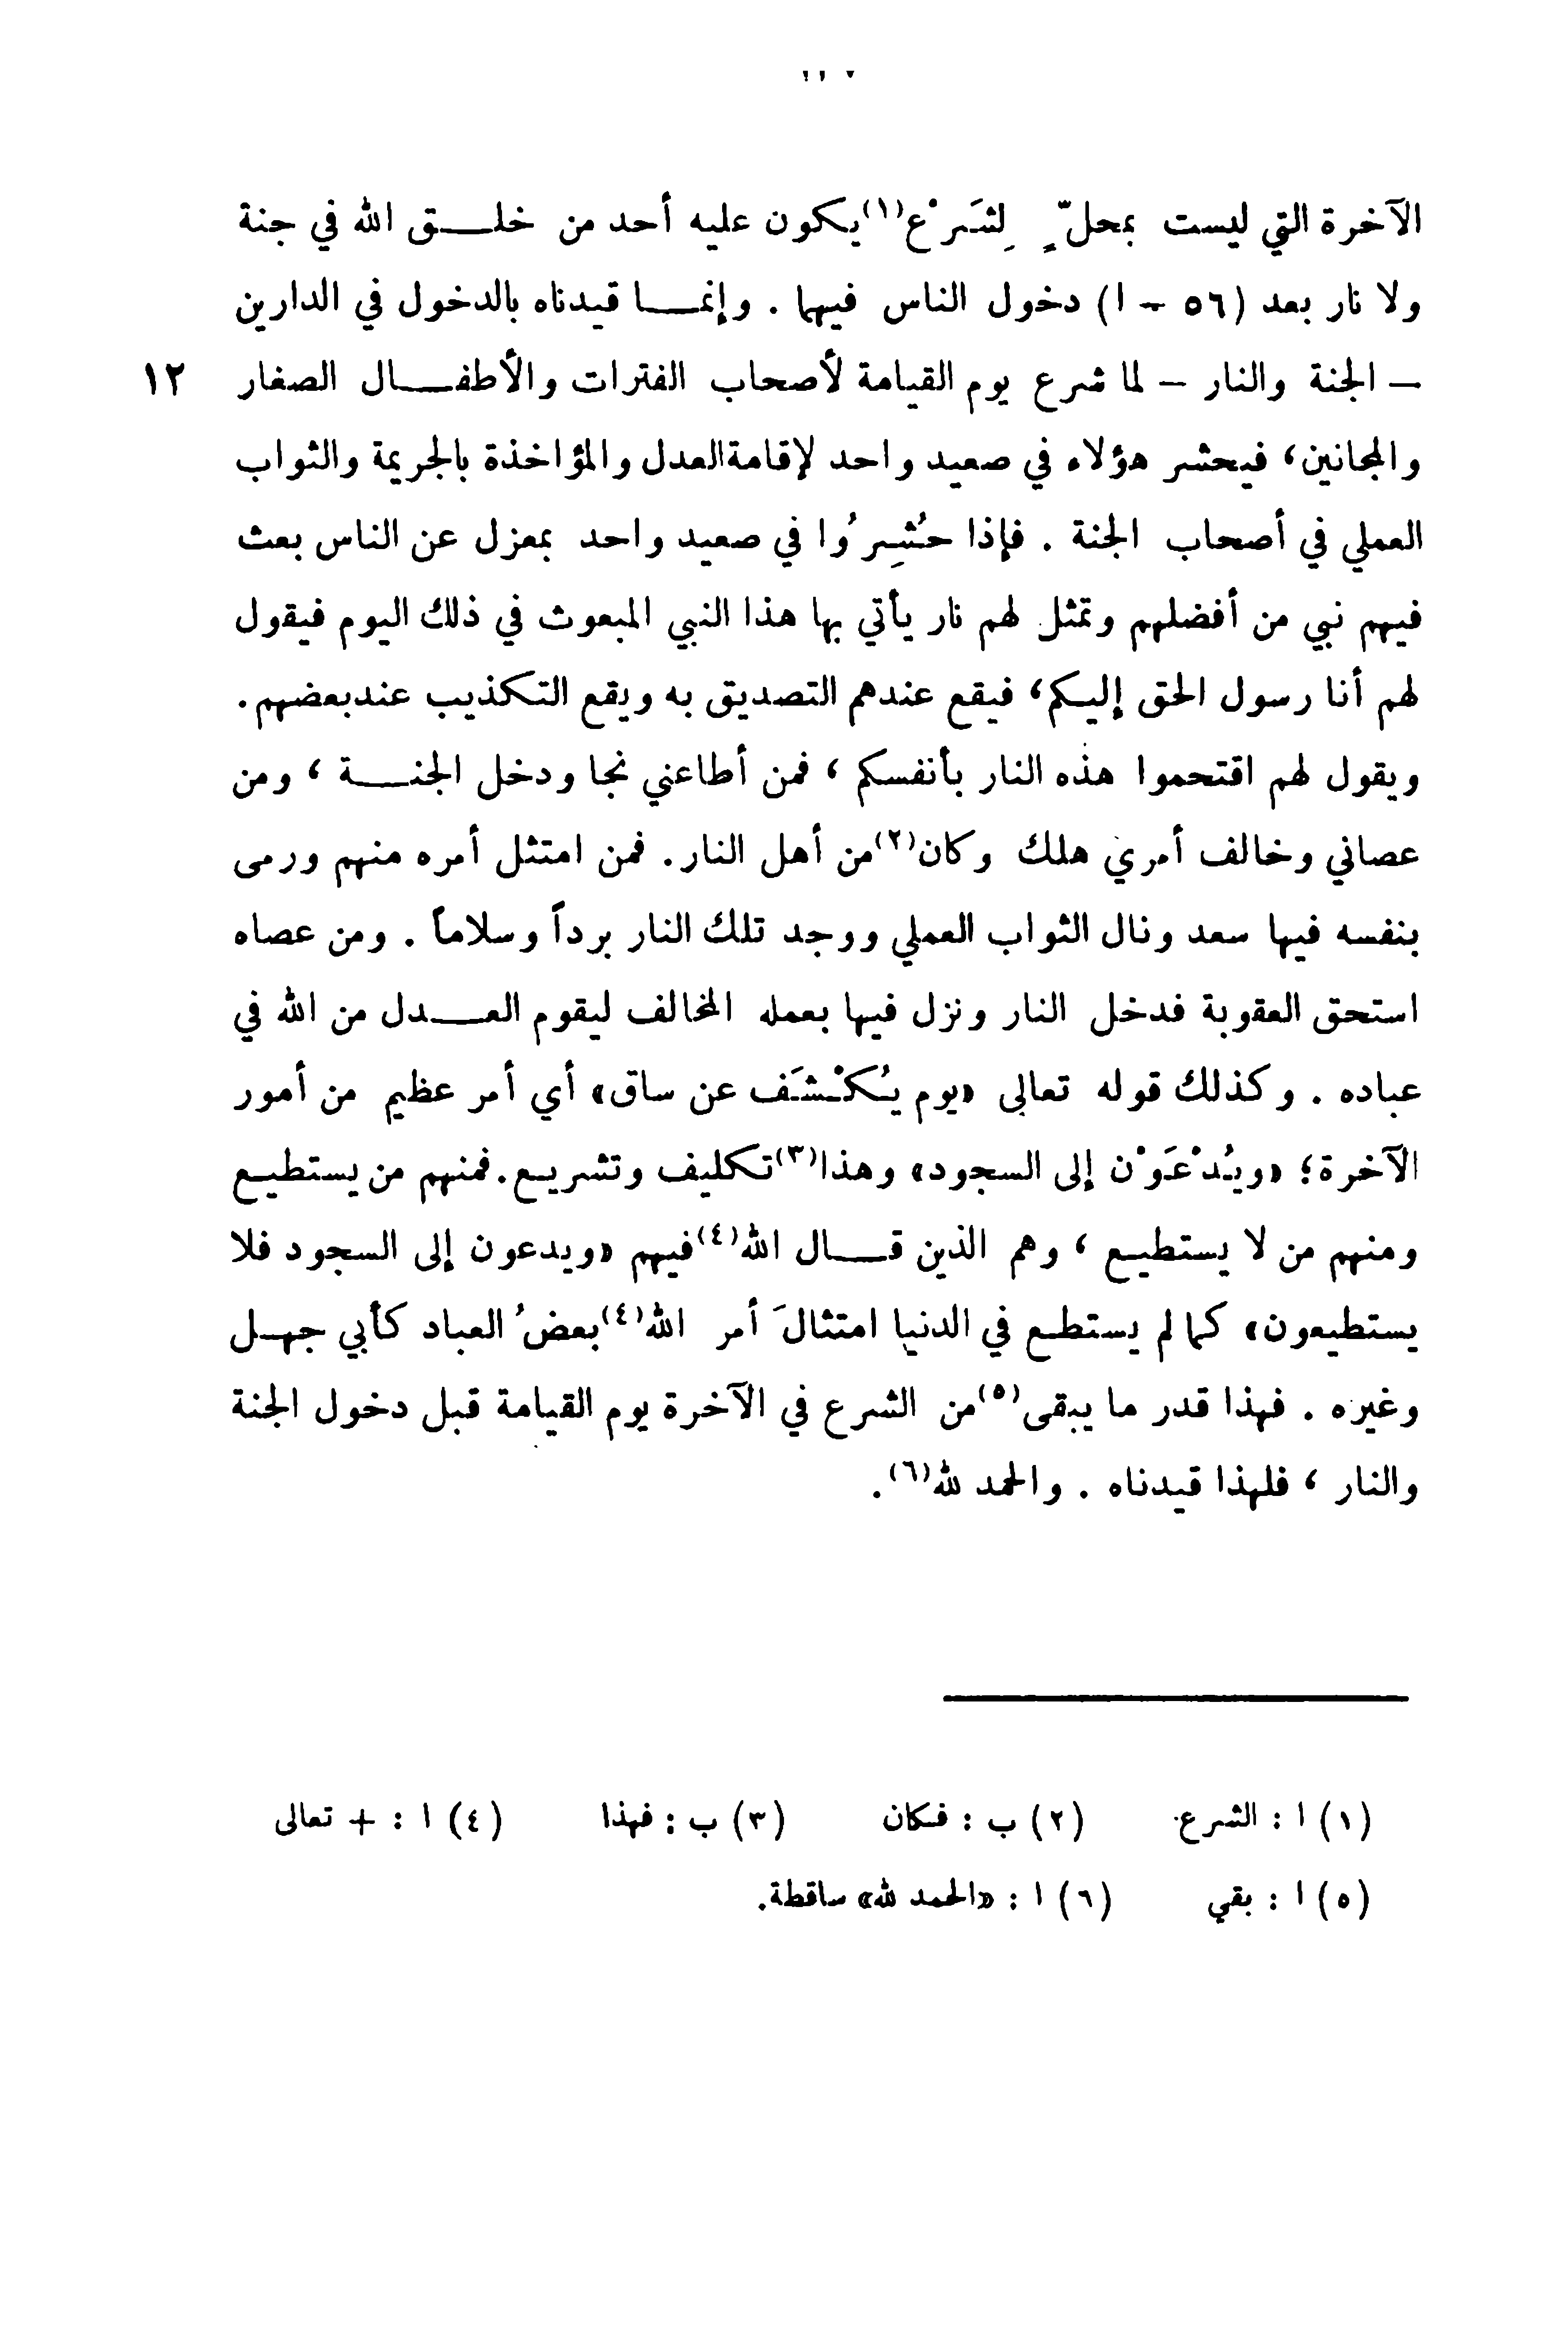 الآخرة التي ليست بمحلّ لِشَرْع(١) يكون عليه أحد من خلق الله في جنة
ولا نار بعد (٥٦ - ا) دخول الناس فيهما . وإنما قيدناه بالدخول في الدارين
– الجنة والنار – لما شرع يوم القيامة لأصحاب الفترات والأطفال الصغار ١٢
والمجانين، فيحشر هؤلاء في صعيد واحد لإقامة العدل والمؤاخذة بالجريمة والثواب
العملي في أصحاب الجنة . فإذا حُشِرُوا في صعيد واحد بمعزل عن الناس بعث
فيهم نبي من أفضلهم وتمثل لهم نار يأتي بها هذا النبي المبعوث في ذلك اليوم فيقول
لهم أنا رسول الحق إليكم، فيقع عندهم التصديق به ويقع التكذيب عند بعضهم.
ويقول لهم اقتحموا هذه النار بأنفسكم ، فمن أطاعني نجا ودخل الجنة ، ومن
عصاني وخالف أمري هلك وكان(٢) من أهل النار. فمن امتثل أمره منهم ورمى
بنفسه فيها سعد ونال الثواب العملي ووجد تلك النار برداً وسلاماً . ومن عصاه
استحق العقوبة فدخل النار ونزل فيها بعمله المخالف ليقوم العدل من الله في
عباده . وكذلك قوله تعالى «يوم يُكْشَف عن ساق» أي أمر عظيم من أمور
الآخرة؛ «ويُدْعَوْن إلى السجود» وهذا(٣) تكليف وتشريع. فمنهم من يستطيع
ومنهم من لا يستطيع ، وهم الذين قال الله(٤) فيهم «ويدعون إلى السجود فلا
يستطيعون» كما لم يستطع في الدنيا امتثالَ أمر الله(٤) بعضُ العباد كأبي جهل
وغيره . فهذا قدر ما يبقى(٥) من الشرع في الآخرة يوم القيامة قبل دخول الجنة
والنار ، فلهذا قيدناه . والحمد لله(٦).
(١) ا : الشرع (٢) ب : فكان (٣) ب : فهذا (٤) ا : + تعالى
(٥) ا : بقي (٦) ا : «الحمد لله» ساقطة.